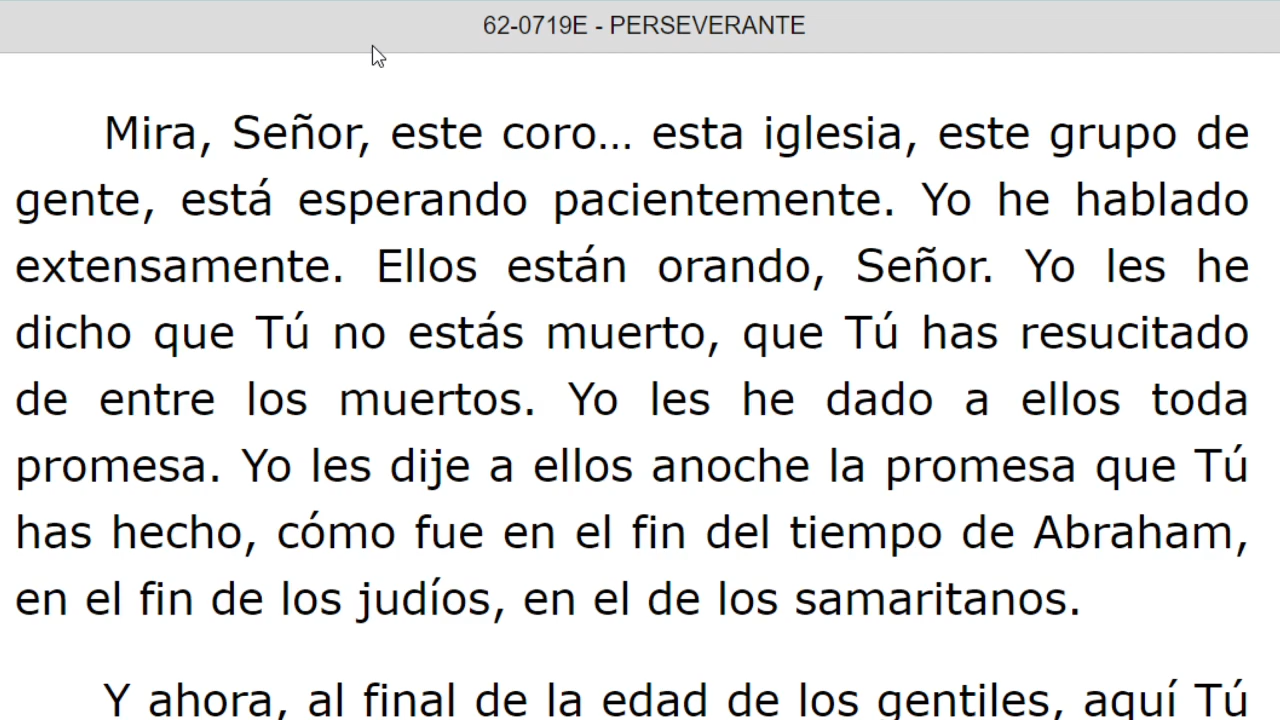 62-0719E - PERSEVERANTE
Mira, Señor, este coro… esta iglesia, este grupo de
gente, está esperando pacientemente. Yo he hablado
extensamente. Ellos están orando, Señor. Yo les he
dicho que Tú no estás muerto, que Tú has resucitado
de entre los muertos. Yo les he dado a ellos toda
promesa. Yo les dije a ellos anoche la promesa que Tú
has hecho, cómo fue en el fin del tiempo de Abraham,
en el fin de los judíos, en el de los samaritanos.
Y ahora, al final de la edad de los gentiles, aquí Tú